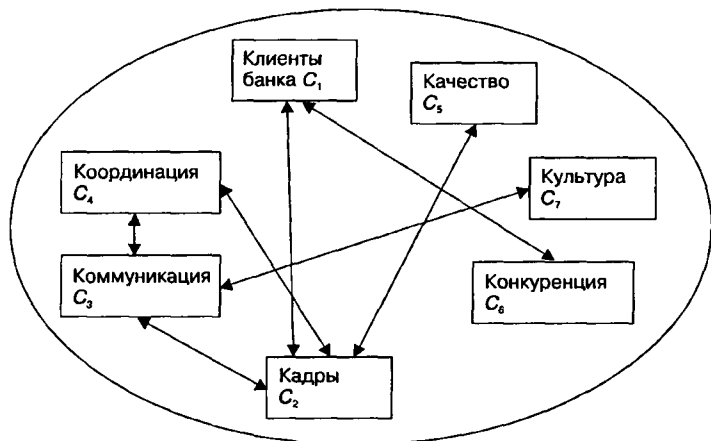 Клиенты
банка C₁
Качество
C₅
Координация
C₄
Культура
C₇
Коммуникация
C₃
Конкуренция
C₆
Кадры
C₂